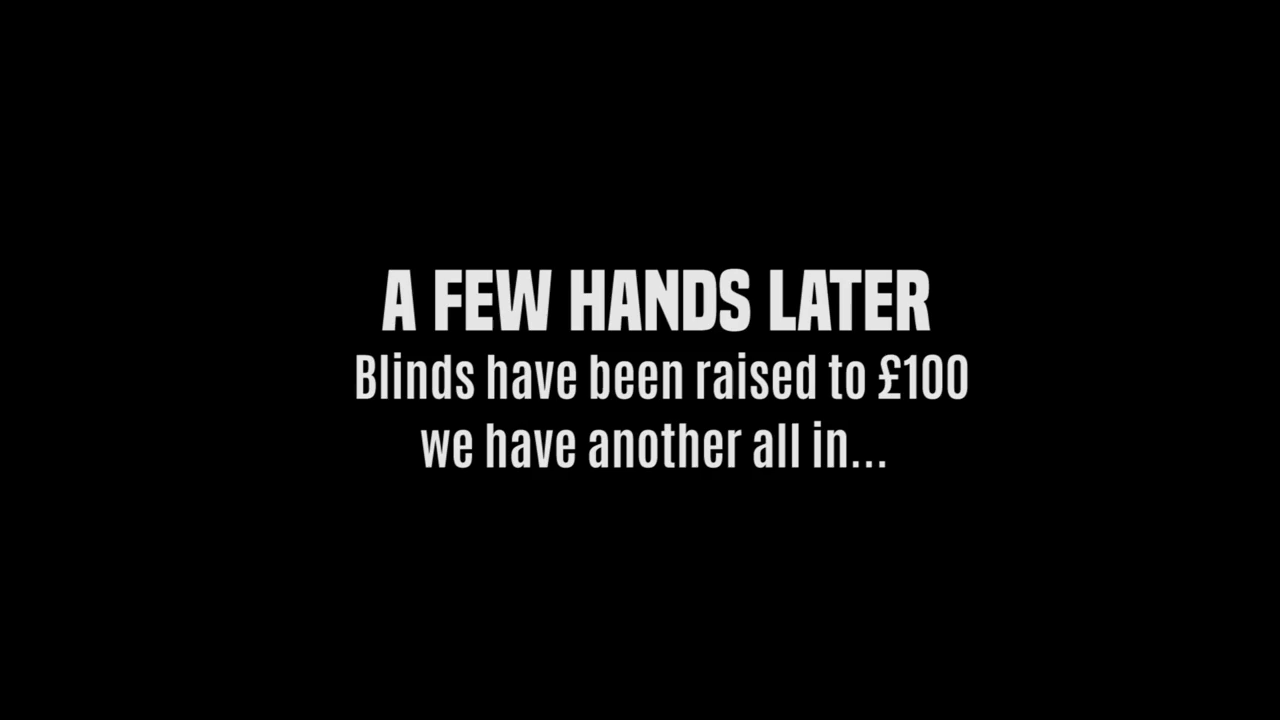 A FEW HANDS LATER
Blinds have been raised to £100
we have another all in...